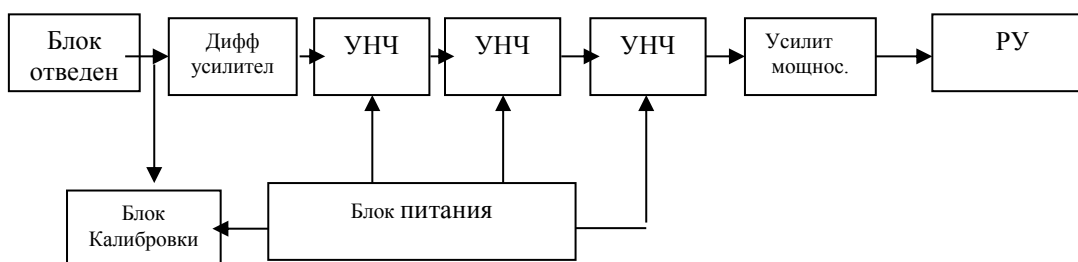 Блок
отведен
Дифф
усилител
УНЧ
УНЧ
УНЧ
Усилит
мощнос.
РУ
Блок
Калибровки
Блок питания